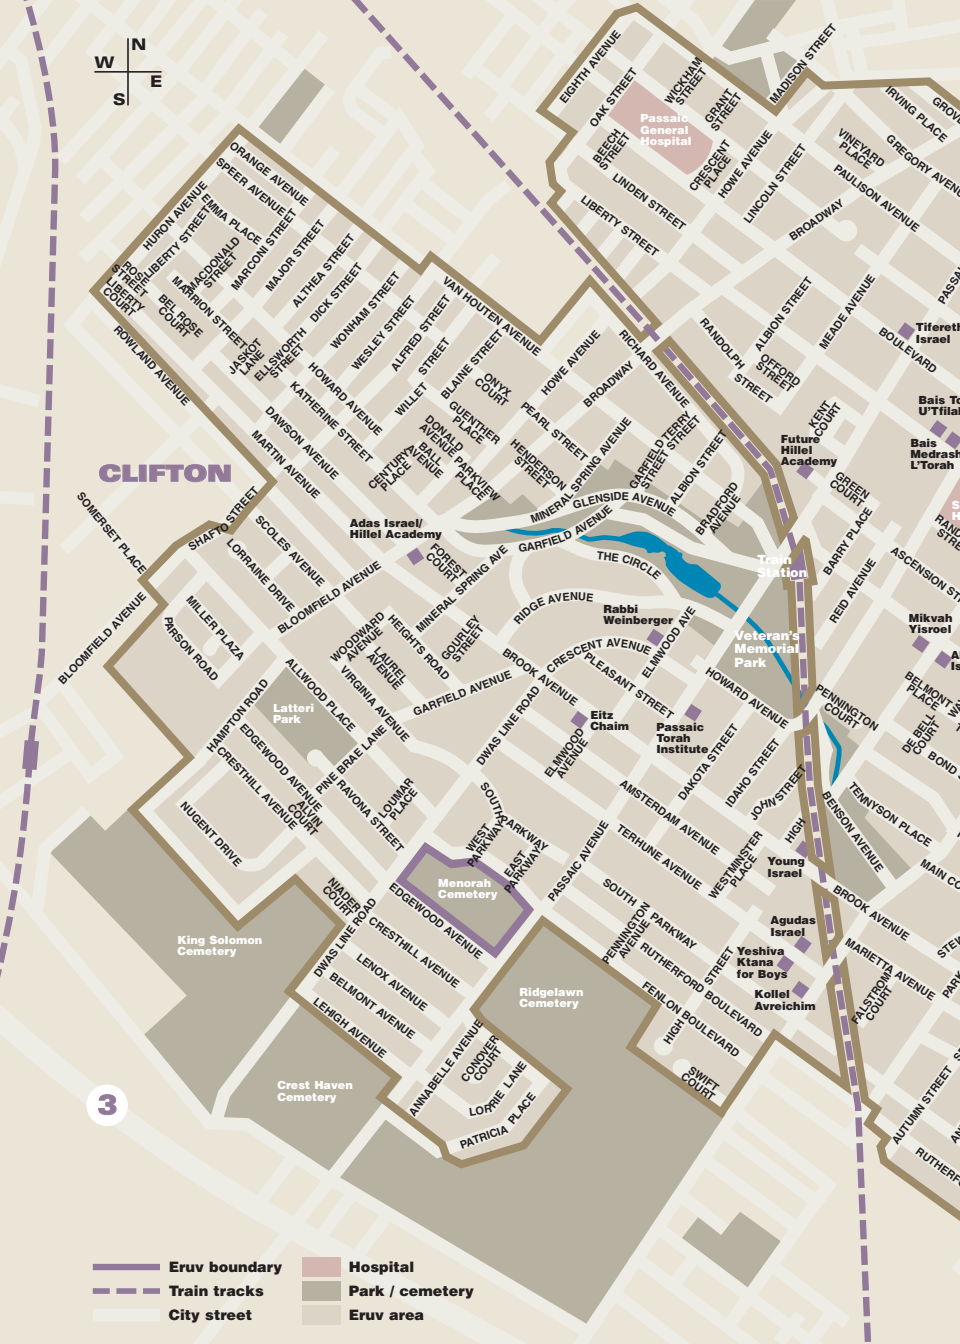 N
W
E
S
EIGHTH AVENUE
OAK STREET
WICKHAM
STREET
GRANT
STREET
MADISON STREET
IRVING PLACE
GREGORY AVENU
Passaic
General
Hospital
BEECH
STREET
CRESCENT
PLACE
HOWE AVENUE
LINCOLN STREET
VINEYARD
PLACE
PAULISON AVENUE
LINDEN STREET
LIBERTY STREET
BROADWAY
ORANGE AVENUE
SPEER AVENUE
HURON AVENUE
EMMA PLACE
LIBERTY STREET
MACDONALD
STREET
MARCONI STREET
MAJOR STREET
ALTHEA STREET
DICK STREET
WONHAM STREET
WESLEY STREET
ALFRED STREET
VAN HOUTEN AVENUE
LIBERTY
COURT
BEL ROSE
COURT
MARRION STREET
JASKOT
LANE
ELLSWORTH
STREET
ROWLAND AVENUE
HOWARD AVENUE
KATHERINE STREET
WILLET STREET
BLAINE STREET
ONYX
COURT
HOWE AVENUE
BROADWAY
RICHARD AVENUE
RANDOLPH STREET
ALBION STREET
OFFORD
STREET
MEADE AVENUE
BOULEVARD
Tifereth
Israel
Bais To
U'Tfilah
Bais
Medrash
L'Torah
KENT
COURT
Future
Hillel
Academy
GREEN
COURT
DAWSON AVENUE
MARTIN AVENUE
GUENTHER
PLACE
DONALD
AVENUE
BALL
AVENUE
CENTURY
PLACE
PARKVIEW
PLACE
PEARL STREET
HENDERSON
STREET
MINERAL SPRING AVENUE
GARFIELD
STREET
TERRY
STREET
ALBION STREET
BRADFORD
AVENUE
GLENSIDE AVENUE
GARFIELD AVENUE
CLIFTON
SOMERSET PLACE
SHAFTO STREET
SCOLES AVENUE
LORRAINE DRIVE
Adas Israel/
Hillel Academy
FOREST
COURT
BLOOMFIELD AVENUE
MINERAL SPRING AVE
THE CIRCLE
RIDGE AVENUE
Train
Station
BARRY PLACE
REID AVENUE
ASCENSION ST
Mikvah
Yisroel
Rabbi
Weinberger
Veteran's
Memorial
Park
BLOOMFIELD AVENUE
MILLER PLAZA
PARSON ROAD
WOODWARD
AVENUE
LAUREL
AVENUE
HEIGHTS ROAD
GOURLEY
STREET
VIRGINIA AVENUE
ALLWOOD PLACE
GARFIELD AVENUE
BROOK AVENUE
CRESCENT AVENUE
PLEASANT STREET
ELMWOOD AVE
HOWARD AVENUE
PENNINGTON
COURT
BELMONT
PLACE
DE BELL
COURT
BOND S
Latteri
Park
HAMPTON ROAD
EDGEWOOD AVENUE
CRESTHILL AVENUE
ALVIN
COURT
PINE BRAE LANE
RAVONA STREET
LOUMAR
PLACE
DWAS LINE ROAD
ELMWOOD
AVENUE
Eitz
Chaim
Passaic
Torah
Institute
DAKOTA STREET
IDAHO STREET
JOHN STREET
HIGH
BENSON AVENUE
TENNYSON PLACE
MAIN CO
NUGENT DRIVE
SOUTH PARKWAY
WEST
PARKWAY
EAST
PARKWAY
PASSAIC AVENUE
AMSTERDAM AVENUE
TERHUNE AVENUE
WESTMINSTER
PLACE
Young
Israel
BROOK AVENUE
Menorah
Cemetery
NIADER
COURT
EDGEWOOD AVENUE
CRESTHILL AVENUE
DWAS LINE ROAD
LENOX AVENUE
BELMONT AVENUE
LEHIGH AVENUE
SOUTH PARKWAY
PENNINGTON
AVENUE
RUTHERFORD BOULEVARD
FENLON BOULEVARD
HIGH STREET
SWIFT
COURT
Agudas
Israel
Yeshiva
Ktana
for Boys
Kollel
Avreichim
MARIETTA AVENUE
FALSTROM
COURT
AUTUMN STREET
King Solomon
Cemetery
Ridgelawn
Cemetery
ANNABELLE AVENUE
CONOVER
COURT
LORRIE LANE
PATRICIA PLACE
Crest Haven
Cemetery
3
Eruv boundary
Train tracks
City street
Hospital
Park / cemetery
Eruv area